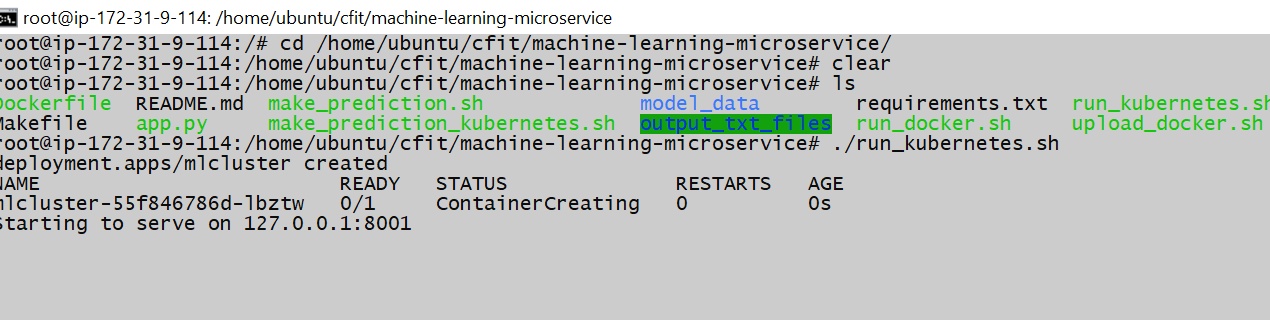 root@ip-172-31-9-114: /home/ubuntu/cfit/machine-learning-microservice
root@ip-172-31-9-114:/# cd /home/ubuntu/cfit/machine-learning-microservice/
root@ip-172-31-9-114:/home/ubuntu/cfit/machine-learning-microservice# clear
root@ip-172-31-9-114:/home/ubuntu/cfit/machine-learning-microservice# ls
Dockerfile README.md make_prediction.sh model_data requirements.txt run_kubernetes.sh
Makefile app.py make_prediction_kubernetes.sh output_txt_files run_docker.sh upload_docker.sh
root@ip-172-31-9-114:/home/ubuntu/cfit/machine-learning-microservice# ./run_kubernetes.sh
deployment.apps/mlcluster created
NAME READY STATUS RESTARTS AGE
mlcluster-55f846786d-lbztw 0/1 ContainerCreating 0 0s
Starting to serve on 127.0.0.1:8001